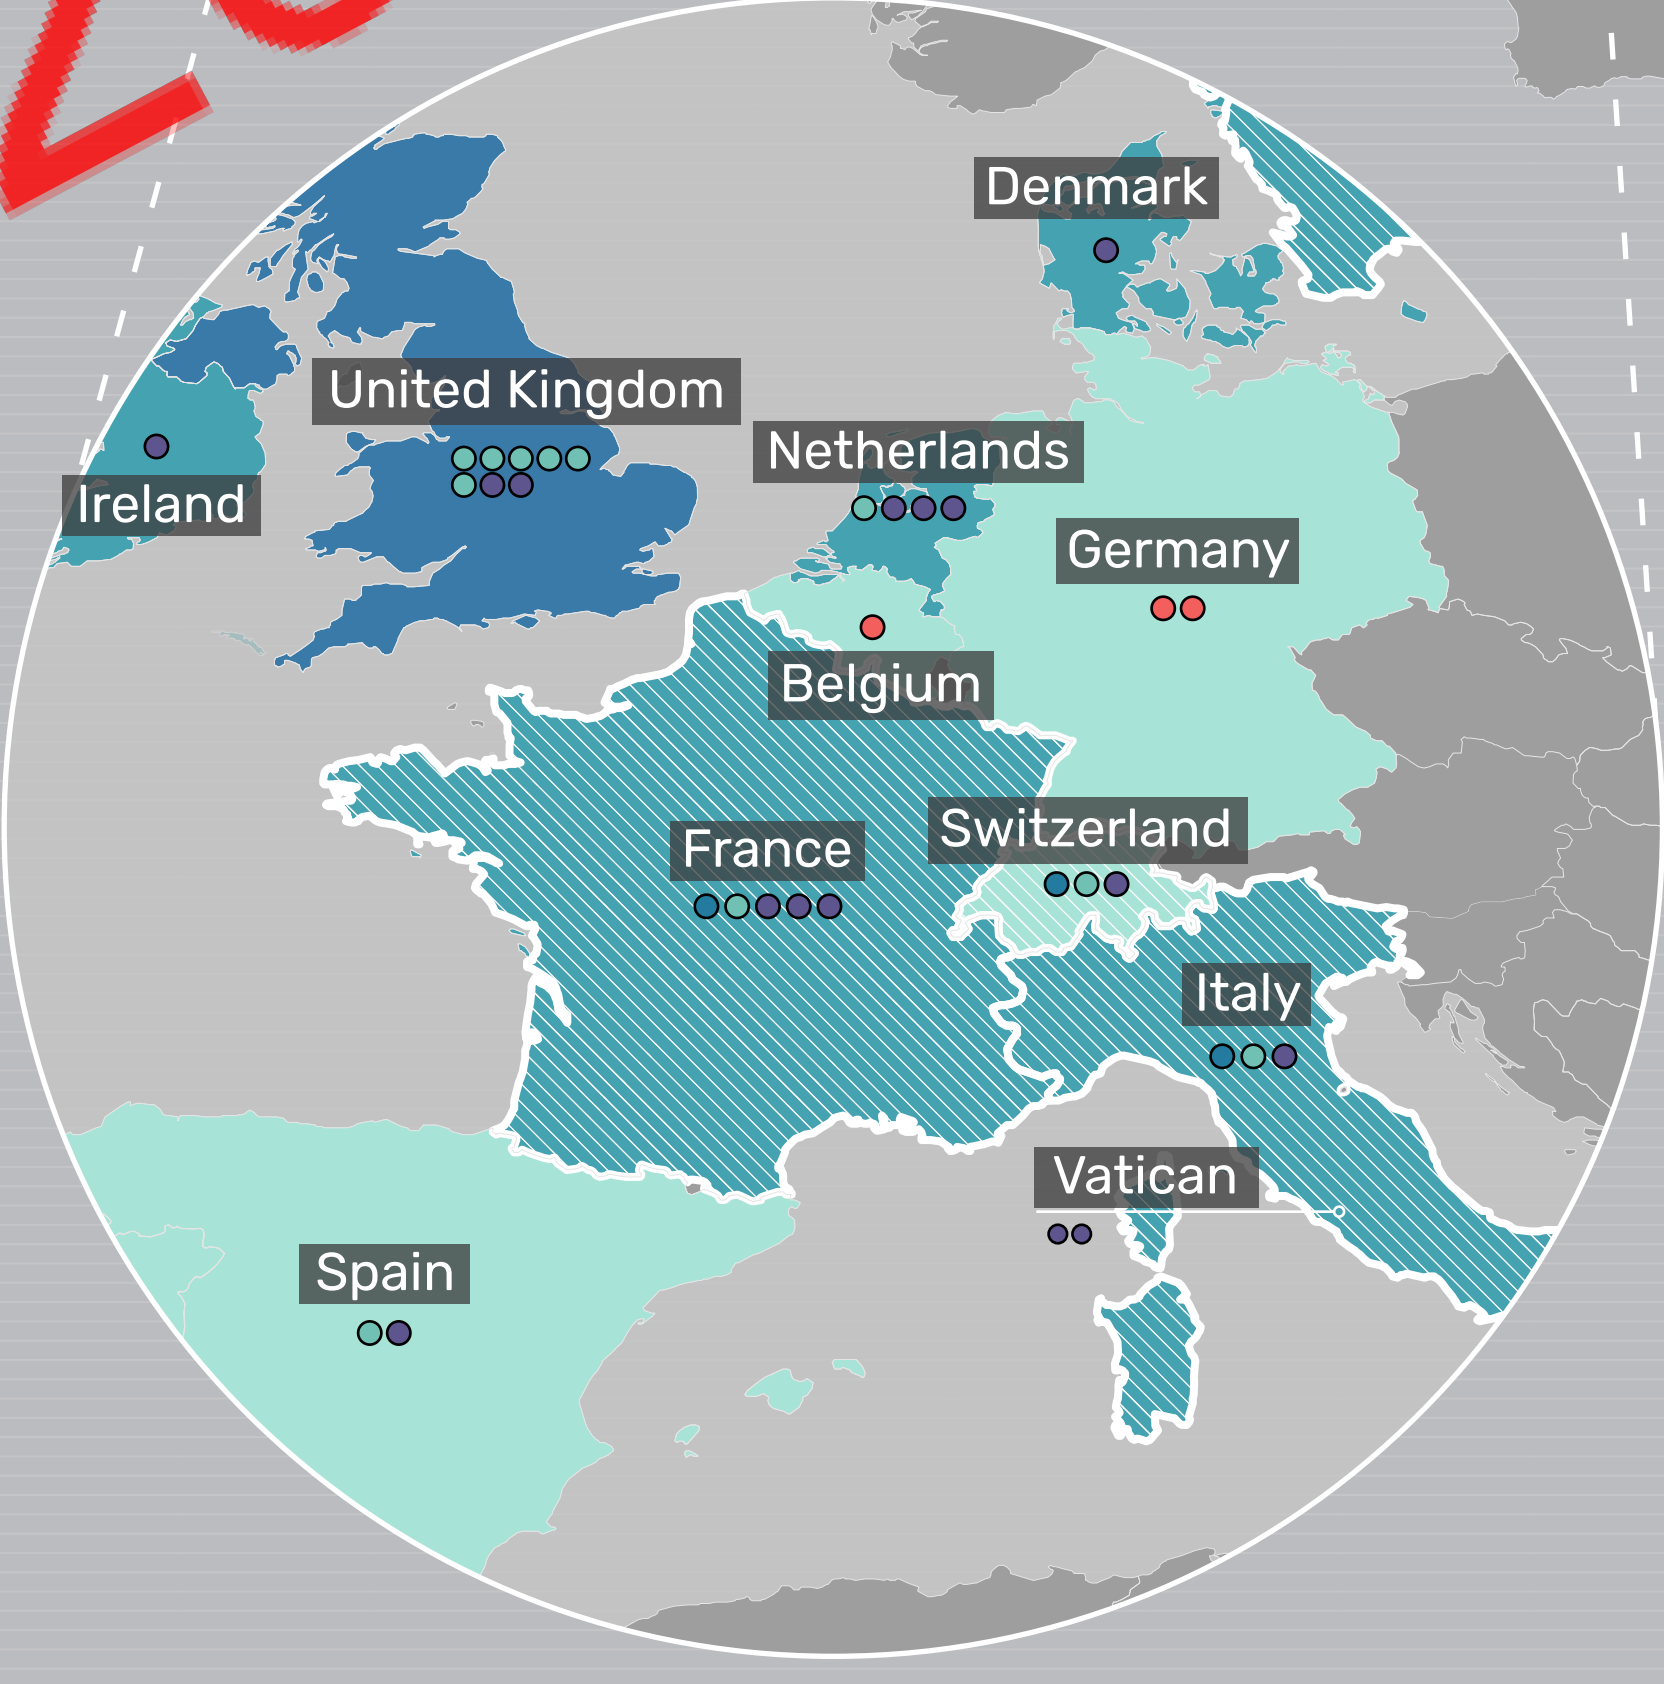 Denmark
United Kingdom
Netherlands
Ireland
Germany
Belgium
France
Switzerland
Italy
Vatican
Spain